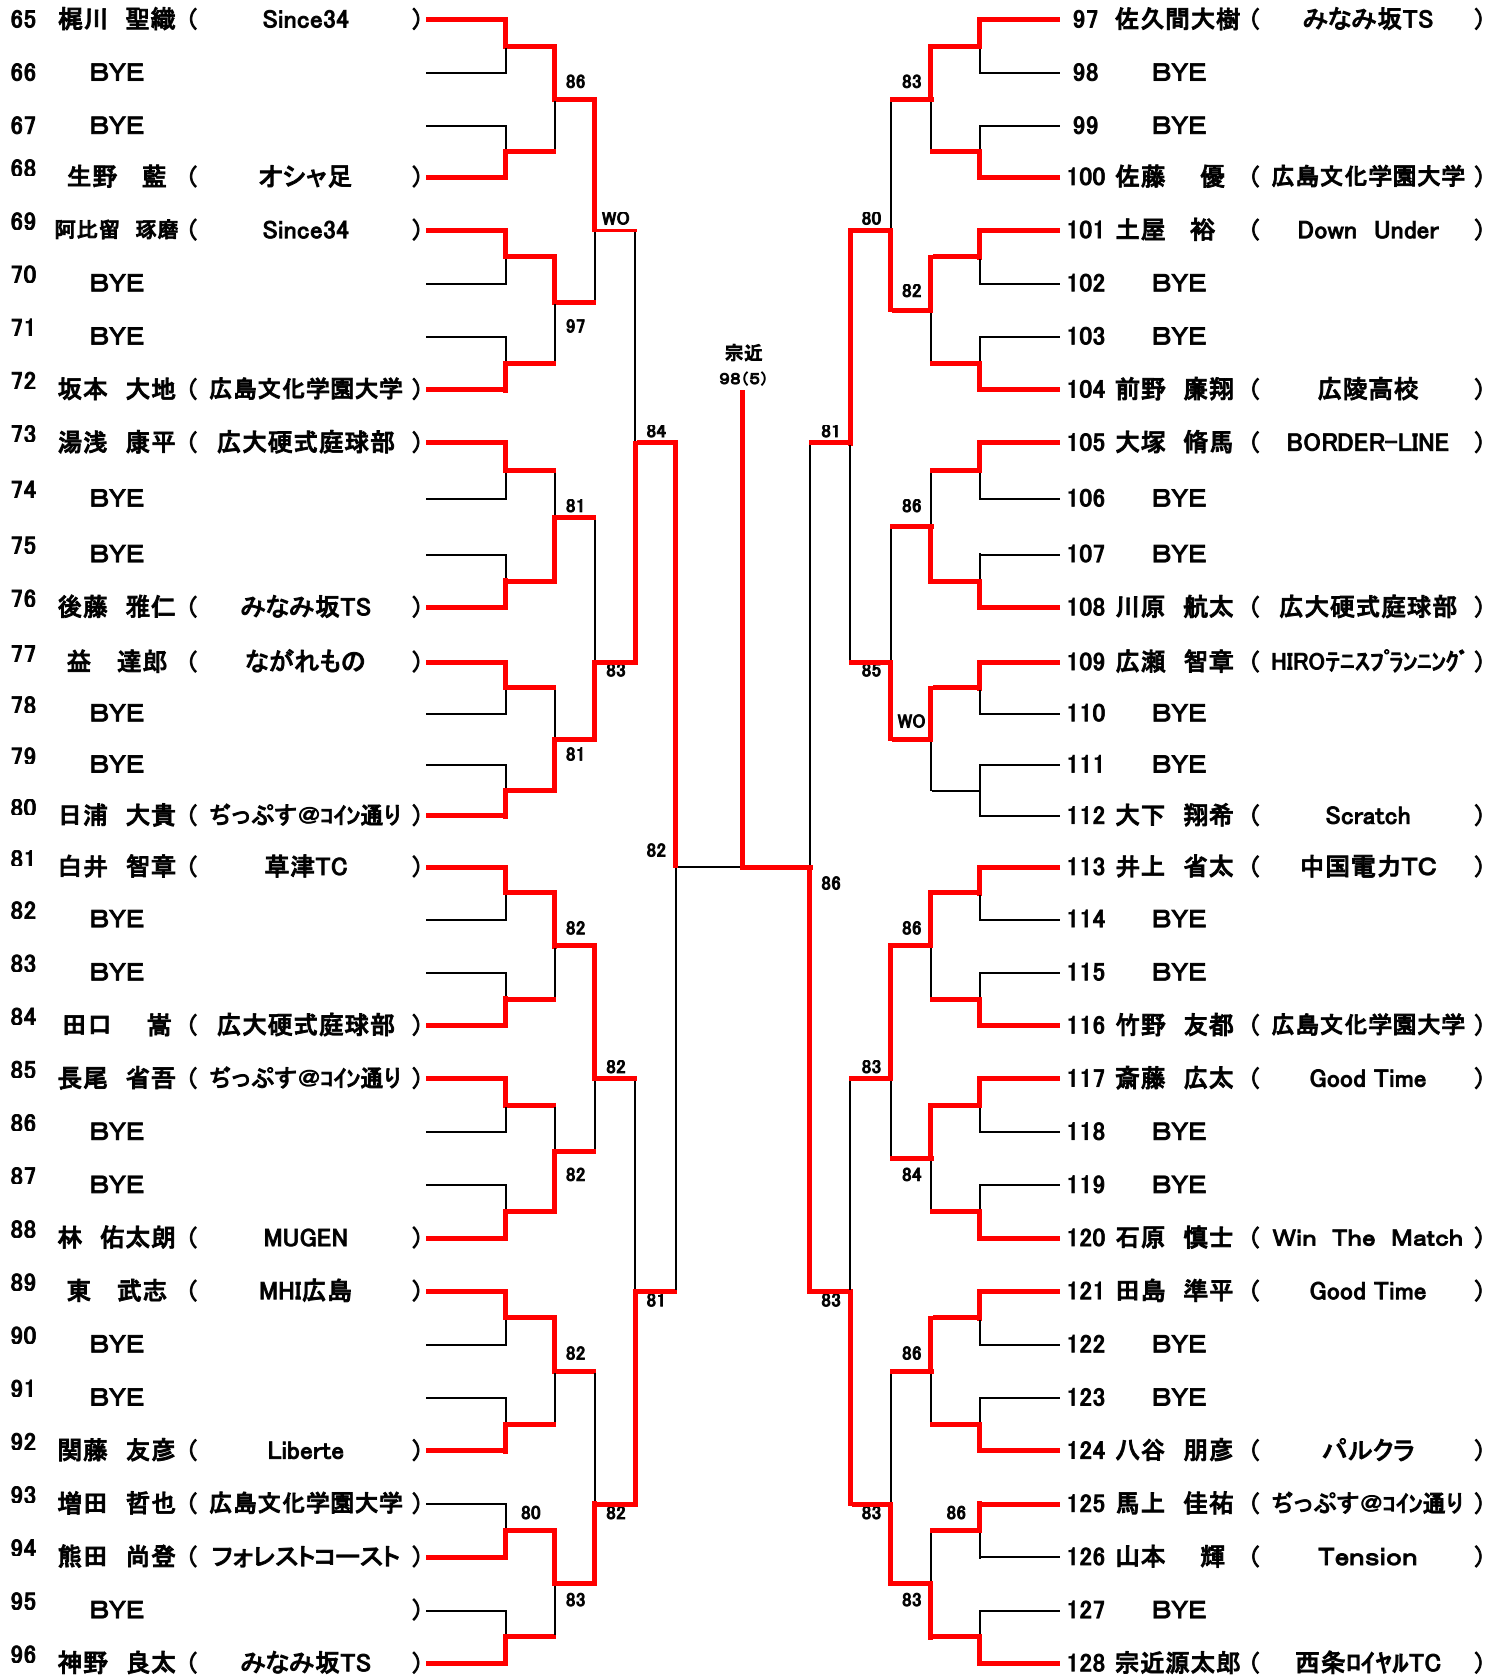 65 梶川 聖織 ( Since34 )
66 BYE
86
67 BYE
68 生野 藍 ( オシャ足 )
WO
69 阿比留 琢磨 ( Since34 )
70 BYE
97
71 BYE
72 坂本 大地 ( 広島文化学園大学 )
84
73 湯浅 康平 ( 広大硬式庭球部 )
74 BYE
81
75 BYE
76 後藤 雅仁 ( みなみ坂TS )
83
77 益 達郎 ( ながれもの )
78 BYE
81
79 BYE
80 日浦 大貴 ( ぢっぷす@コイン通り )
82
81 白井 智章 ( 草津TC )
82 BYE
82
83 BYE
84 田口 嵩 ( 広大硬式庭球部 )
82
85 長尾 省吾 ( ぢっぷす@コイン通り )
86 BYE
82
87 BYE
88 林 佑太朗 ( MUGEN )
81
89 東 武志 ( MHI広島 )
90 BYE
82
91 BYE
92 関藤 友彦 ( Liberte )
93 増田 哲也 ( 広島文化学園大学 )
80
82
94 熊田 尚登 ( フォレストコースト )
83
95 BYE )
96 神野 良太 ( みなみ坂TS )
宗近
98(5)
97 佐久間大樹 ( みなみ坂TS )
98 BYE
83
99 BYE
100 佐藤 優 ( 広島文化学園大学 )
80
101 土屋 裕 ( Down Under )
102 BYE
82
103 BYE
104 前野 廉翔 ( 広陵高校 )
81
105 大塚 脩馬 ( BORDER-LINE )
106 BYE
86
107 BYE
108 川原 航太 ( 広大硬式庭球部 )
85
109 広瀬 智章 ( HIROテニスプランニング )
110 BYE
WO
111 BYE
112 大下 翔希 ( Scratch )
86
113 井上 省太 ( 中国電力TC )
114 BYE
86
115 BYE
116 竹野 友都 ( 広島文化学園大学 )
83
117 斎藤 広太 ( Good Time )
118 BYE
84
119 BYE
120 石原 慎士 ( Win The Match )
83
121 田島 準平 ( Good Time )
122 BYE
86
123 BYE
124 八谷 朋彦 ( パルクラ )
83
125 馬上 佳祐 ( ぢっぷす@コイン通り )
86
126 山本 輝 ( Tension )
83
127 BYE
128 宗近源太郎 ( 西条ロイヤルTC )